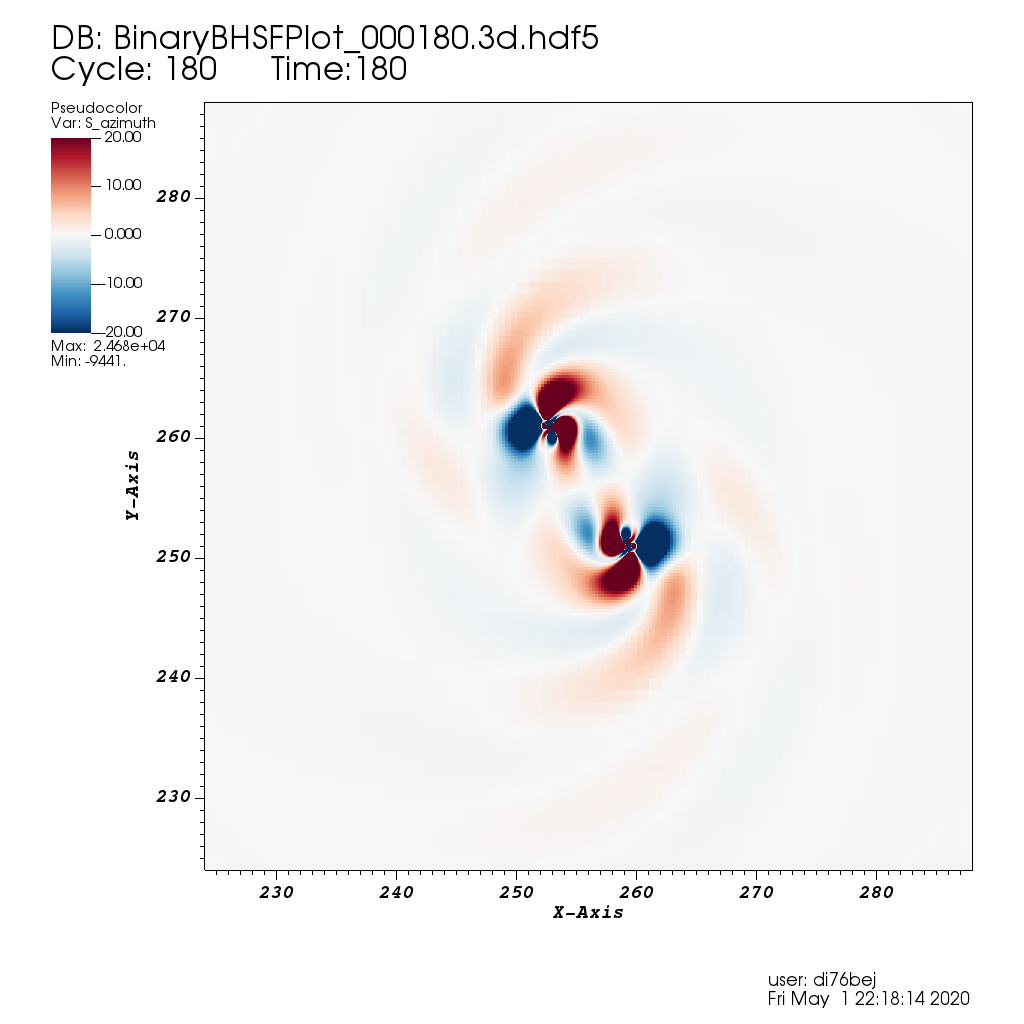 DB: BinaryBHSFPlot_000180.3d.hdf5
Cycle: 180 Time:180
Pseudocolor
Var: S_azimuth
20.00
10.00
0.000
-10.00
-20.00
Max: 2.468e+04
Min: -9441.
280
270
260
250
240
230
Y-Axis
230 240 250 260 270 280
X-Axis
user: di76bej
Fri May 1 22:18:14 2020